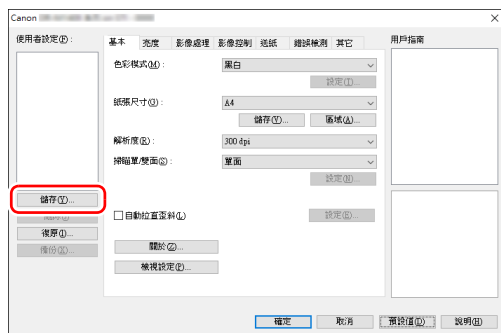 Canon
使用者設定(P):
儲存(Y)...
復原(J)...
備份(K)...
基本 亮度 影像處理 影像控制 送紙 錯誤檢測 其它
色彩模式(M): 黑白
設定(T)...
紙張尺寸(G): A4
儲存(Y)... 區域(A)...
解析度(R): 300 dpi
掃描單/雙面(S): 單面
設定(N)...
自動拉直歪斜(L) 設定(E)...
關於(Z)...
檢視設定(P)...
用戶指南
確定 取消 預設值(D) 說明(H)